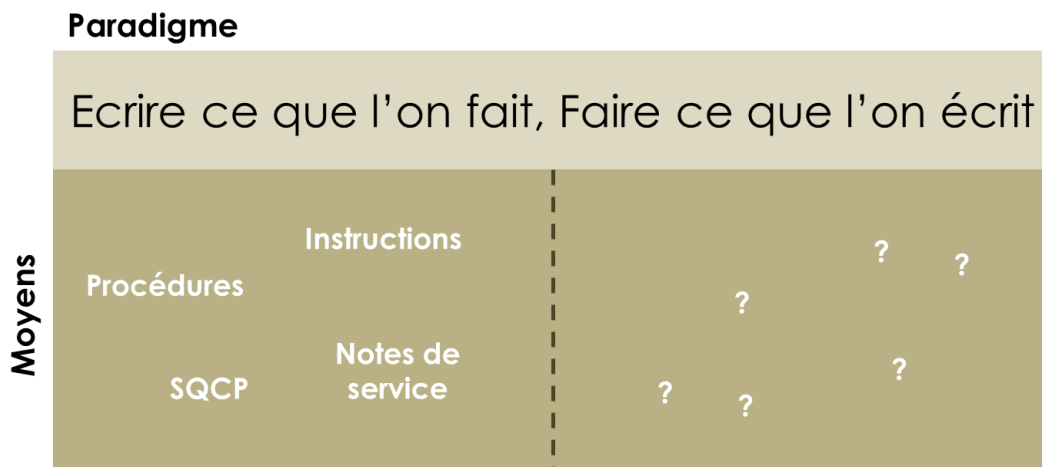 Paradigme
Ecrire ce que l’on fait, Faire ce que l’on écrit
Moyens
Instructions
Procédures
Notes de
service
SQCP
?
?
?
?
?
?